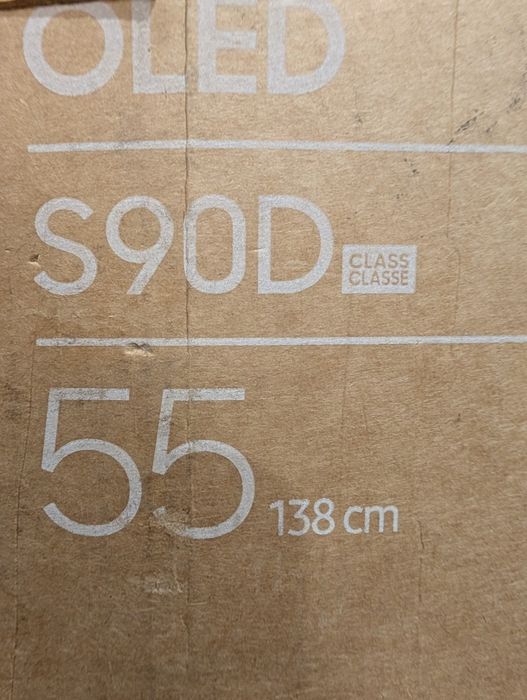 OLED
S90D CLASS
CLASSE
55 138 cm